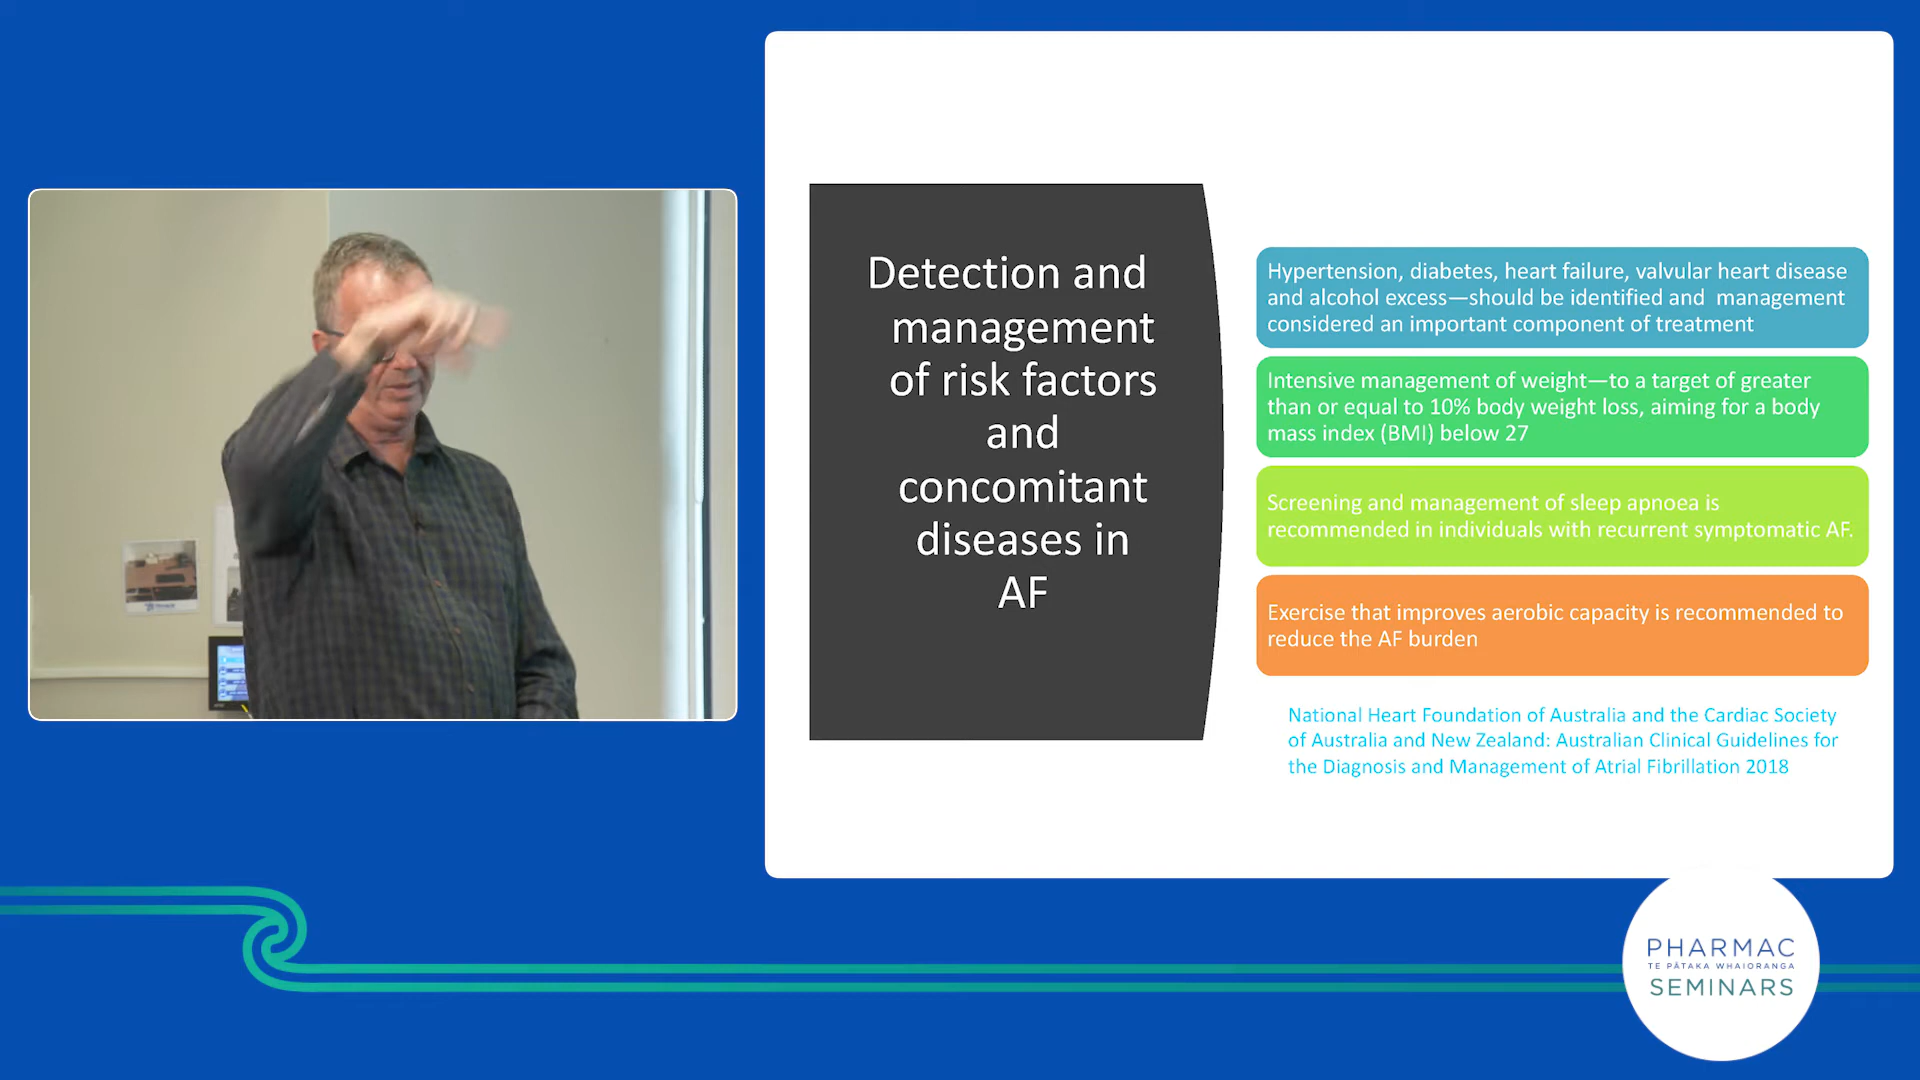 Detection and
management
of risk factors
and
concomitant
diseases in
AF
Hypertension, diabetes, heart failure, valvular heart disease
and alcohol excess—should be identified and management
considered an important component of treatment
Intensive management of weight—to a target of greater
than or equal to 10% body weight loss, aiming for a body
mass index (BMI) below 27
Screening and management of sleep apnoea is
recommended in individuals with recurrent symptomatic AF.
Exercise that improves aerobic capacity is recommended to
reduce the AF burden
National Heart Foundation of Australia and the Cardiac Society
of Australia and New Zealand: Australian Clinical Guidelines for
the Diagnosis and Management of Atrial Fibrillation 2018
PHARMAC
TE PĀTAKA WHAIORANGA
SEMINARS